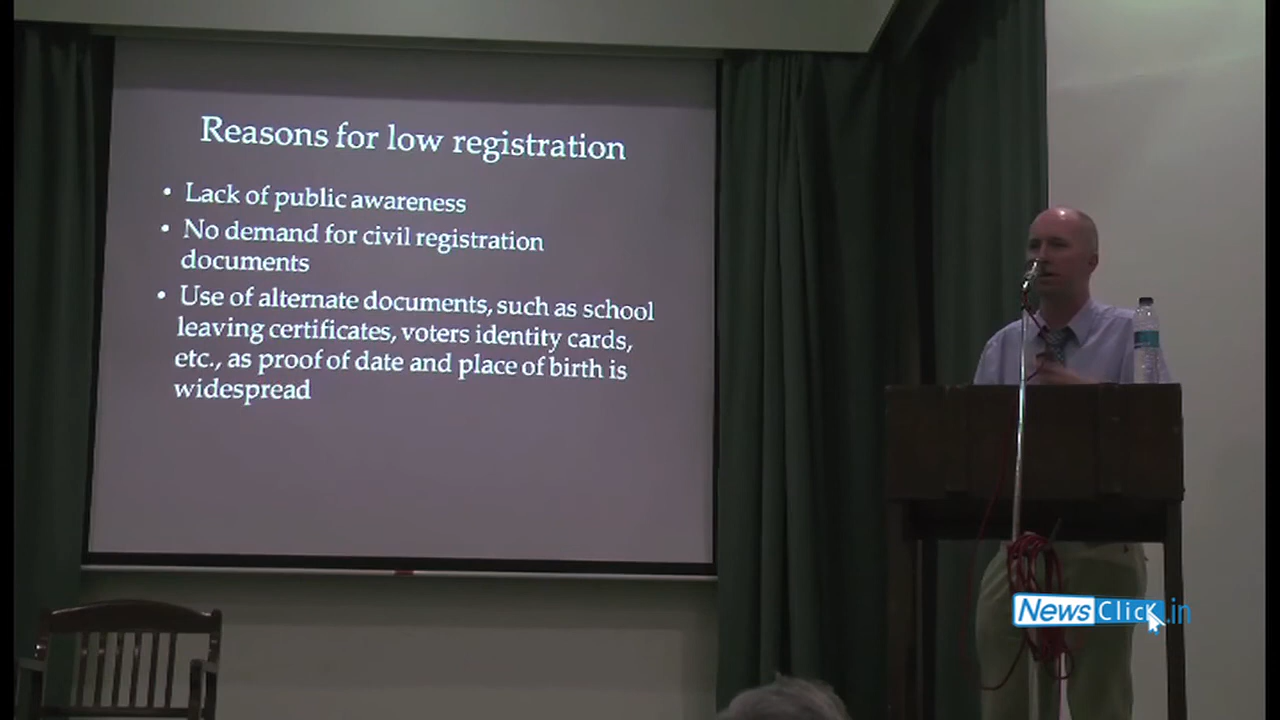 Reasons for low registration
• Lack of public awareness
• No demand for civil registration
documents
• Use of alternate documents, such as school
leaving certificates, voters identity cards,
etc., as proof of date and place of birth is
widespread
NewsClick.in